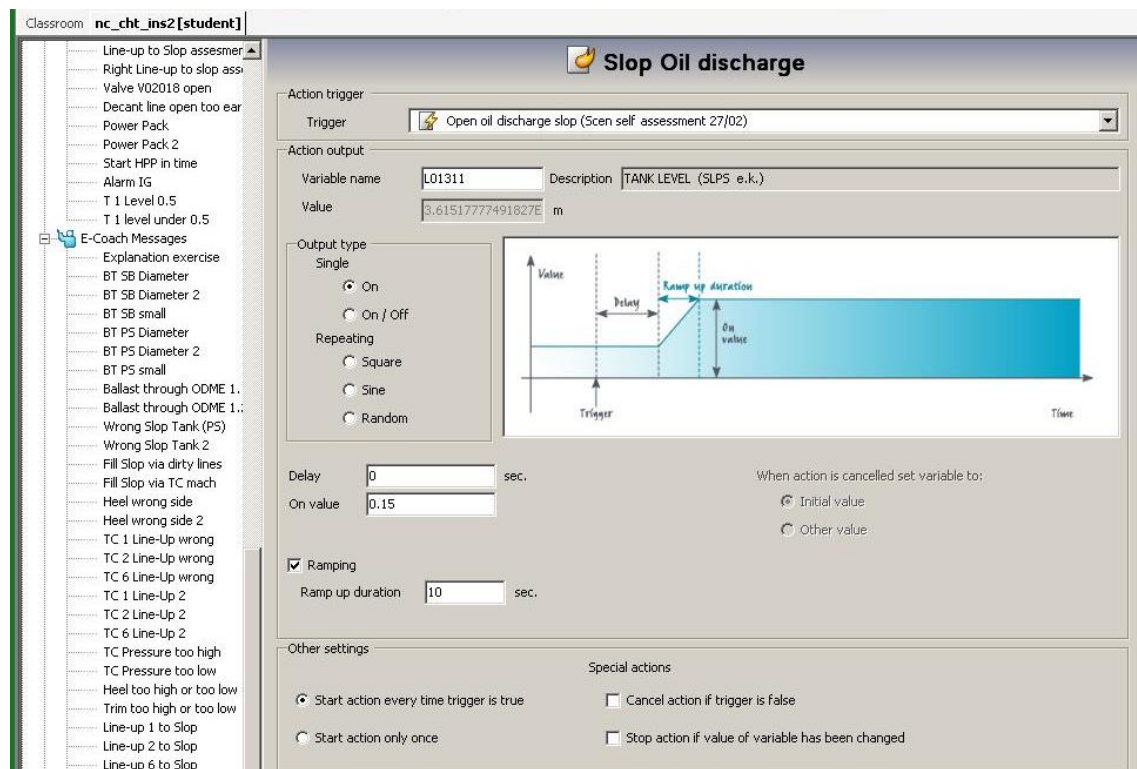 Classroom nc_cht_ins2[student]
Line-up to Slop assesmer
Right Line-up to slop ass
Valve V02018 open
Decant line open too ear
Power Pack
Power Pack 2
Start HPP in time
Alarm IG
T 1 Level 0.5
T 1 level under 0.5
E-Coach Messages
Explanation exercise
BT SB Diameter
BT SB Diameter 2
BT SB small
BT PS Diameter
BT PS Diameter 2
BT PS small
Ballast through ODME 1.
Ballast through ODME 1.
Wrong Slop Tank (PS)
Wrong Slop Tank 2
Fill Slop via dirty lines
Fill Slop via TC mach
Heel wrong side
Heel wrong side 2
TC 1 Line-Up wrong
TC 2 Line-Up wrong
TC 6 Line-Up wrong
TC 1 Line-Up 2
TC 2 Line-Up 2
TC 6 Line-Up 2
TC Pressure too high
TC Pressure too low
Heel too high or too low
Trim too high or too low
Line-up 1 to Slop
Line-up 2 to Slop
Line-up 6 to Slop
Slop Oil discharge
Action trigger
Trigger Open oil discharge slop (Scen self assessment 27/02)
Action output
Variable name L01311 Description TANK LEVEL (SLPS e.k.)
Value 3.61517777491827E m
Output type
Single
On
On / Off
Repeating
Square
Sine
Random
Value
Delay
Ramp up duration
On
value
Trigger
Time
Delay 0 sec.
On value 0.15
When action is cancelled set variable to:
Initial value
Other value
Ramping
Ramp up duration 10 sec.
Other settings
Special actions
Start action every time trigger is true
Cancel action if trigger is false
Start action only once
Stop action if value of variable has been changed